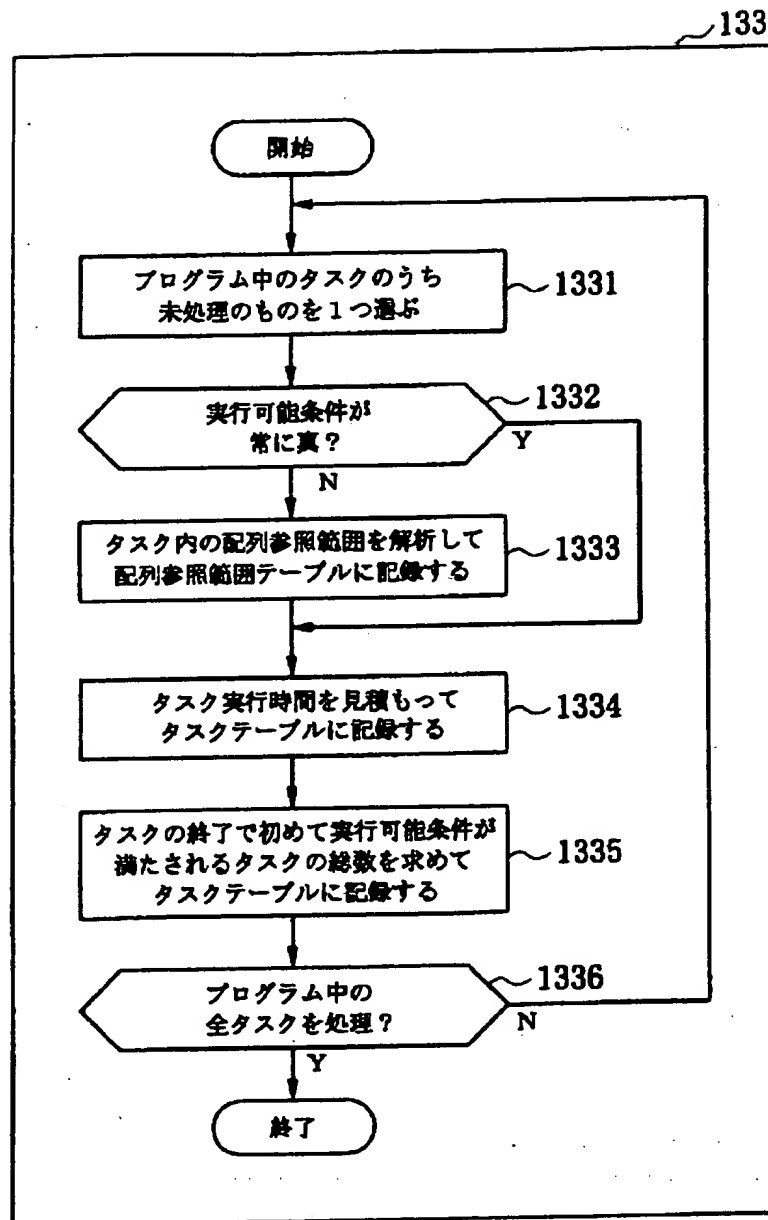 133
開始
プログラム中のタスクのうち
未処理のものを１つ選ぶ
1331
実行可能条件が
常に真？
1332
Y
N
タスク内の配列参照範囲を解析して
配列参照範囲テーブルに記録する
1333
タスク実行時間を見積もって
タスクテーブルに記録する
1334
タスクの終了で初めて実行可能条件が
満たされるタスクの総数を求めて
タスクテーブルに記録する
1335
プログラム中の
全タスクを処理？
1336
N
Y
終了